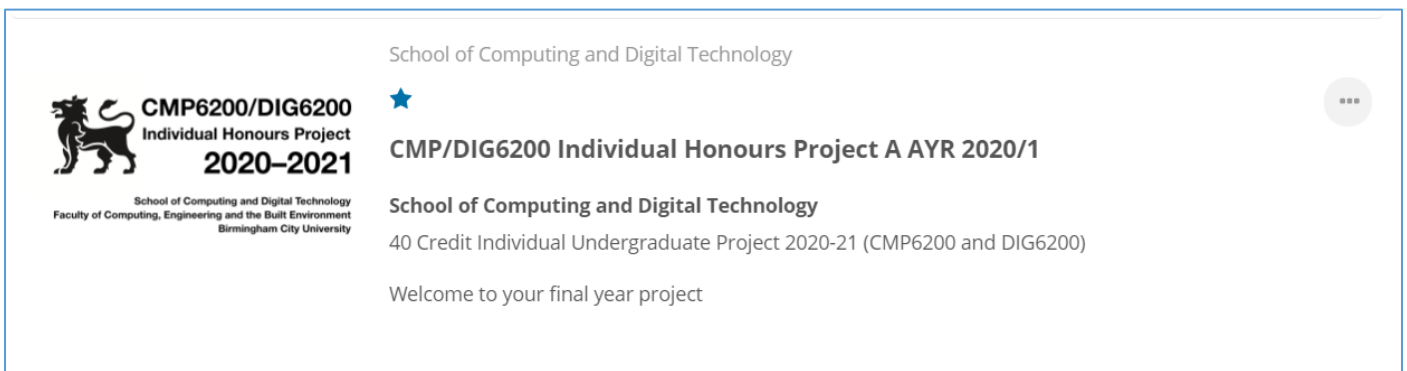 CMP6200/DIG6200
Individual Honours Project
2020–2021
School of Computing and Digital Technology
Faculty of Computing, Engineering and the Built Environment
Birmingham City University
School of Computing and Digital Technology
CMP/DIG6200 Individual Honours Project A AYR 2020/1
School of Computing and Digital Technology
40 Credit Individual Undergraduate Project 2020-21 (CMP6200 and DIG6200)
Welcome to your final year project